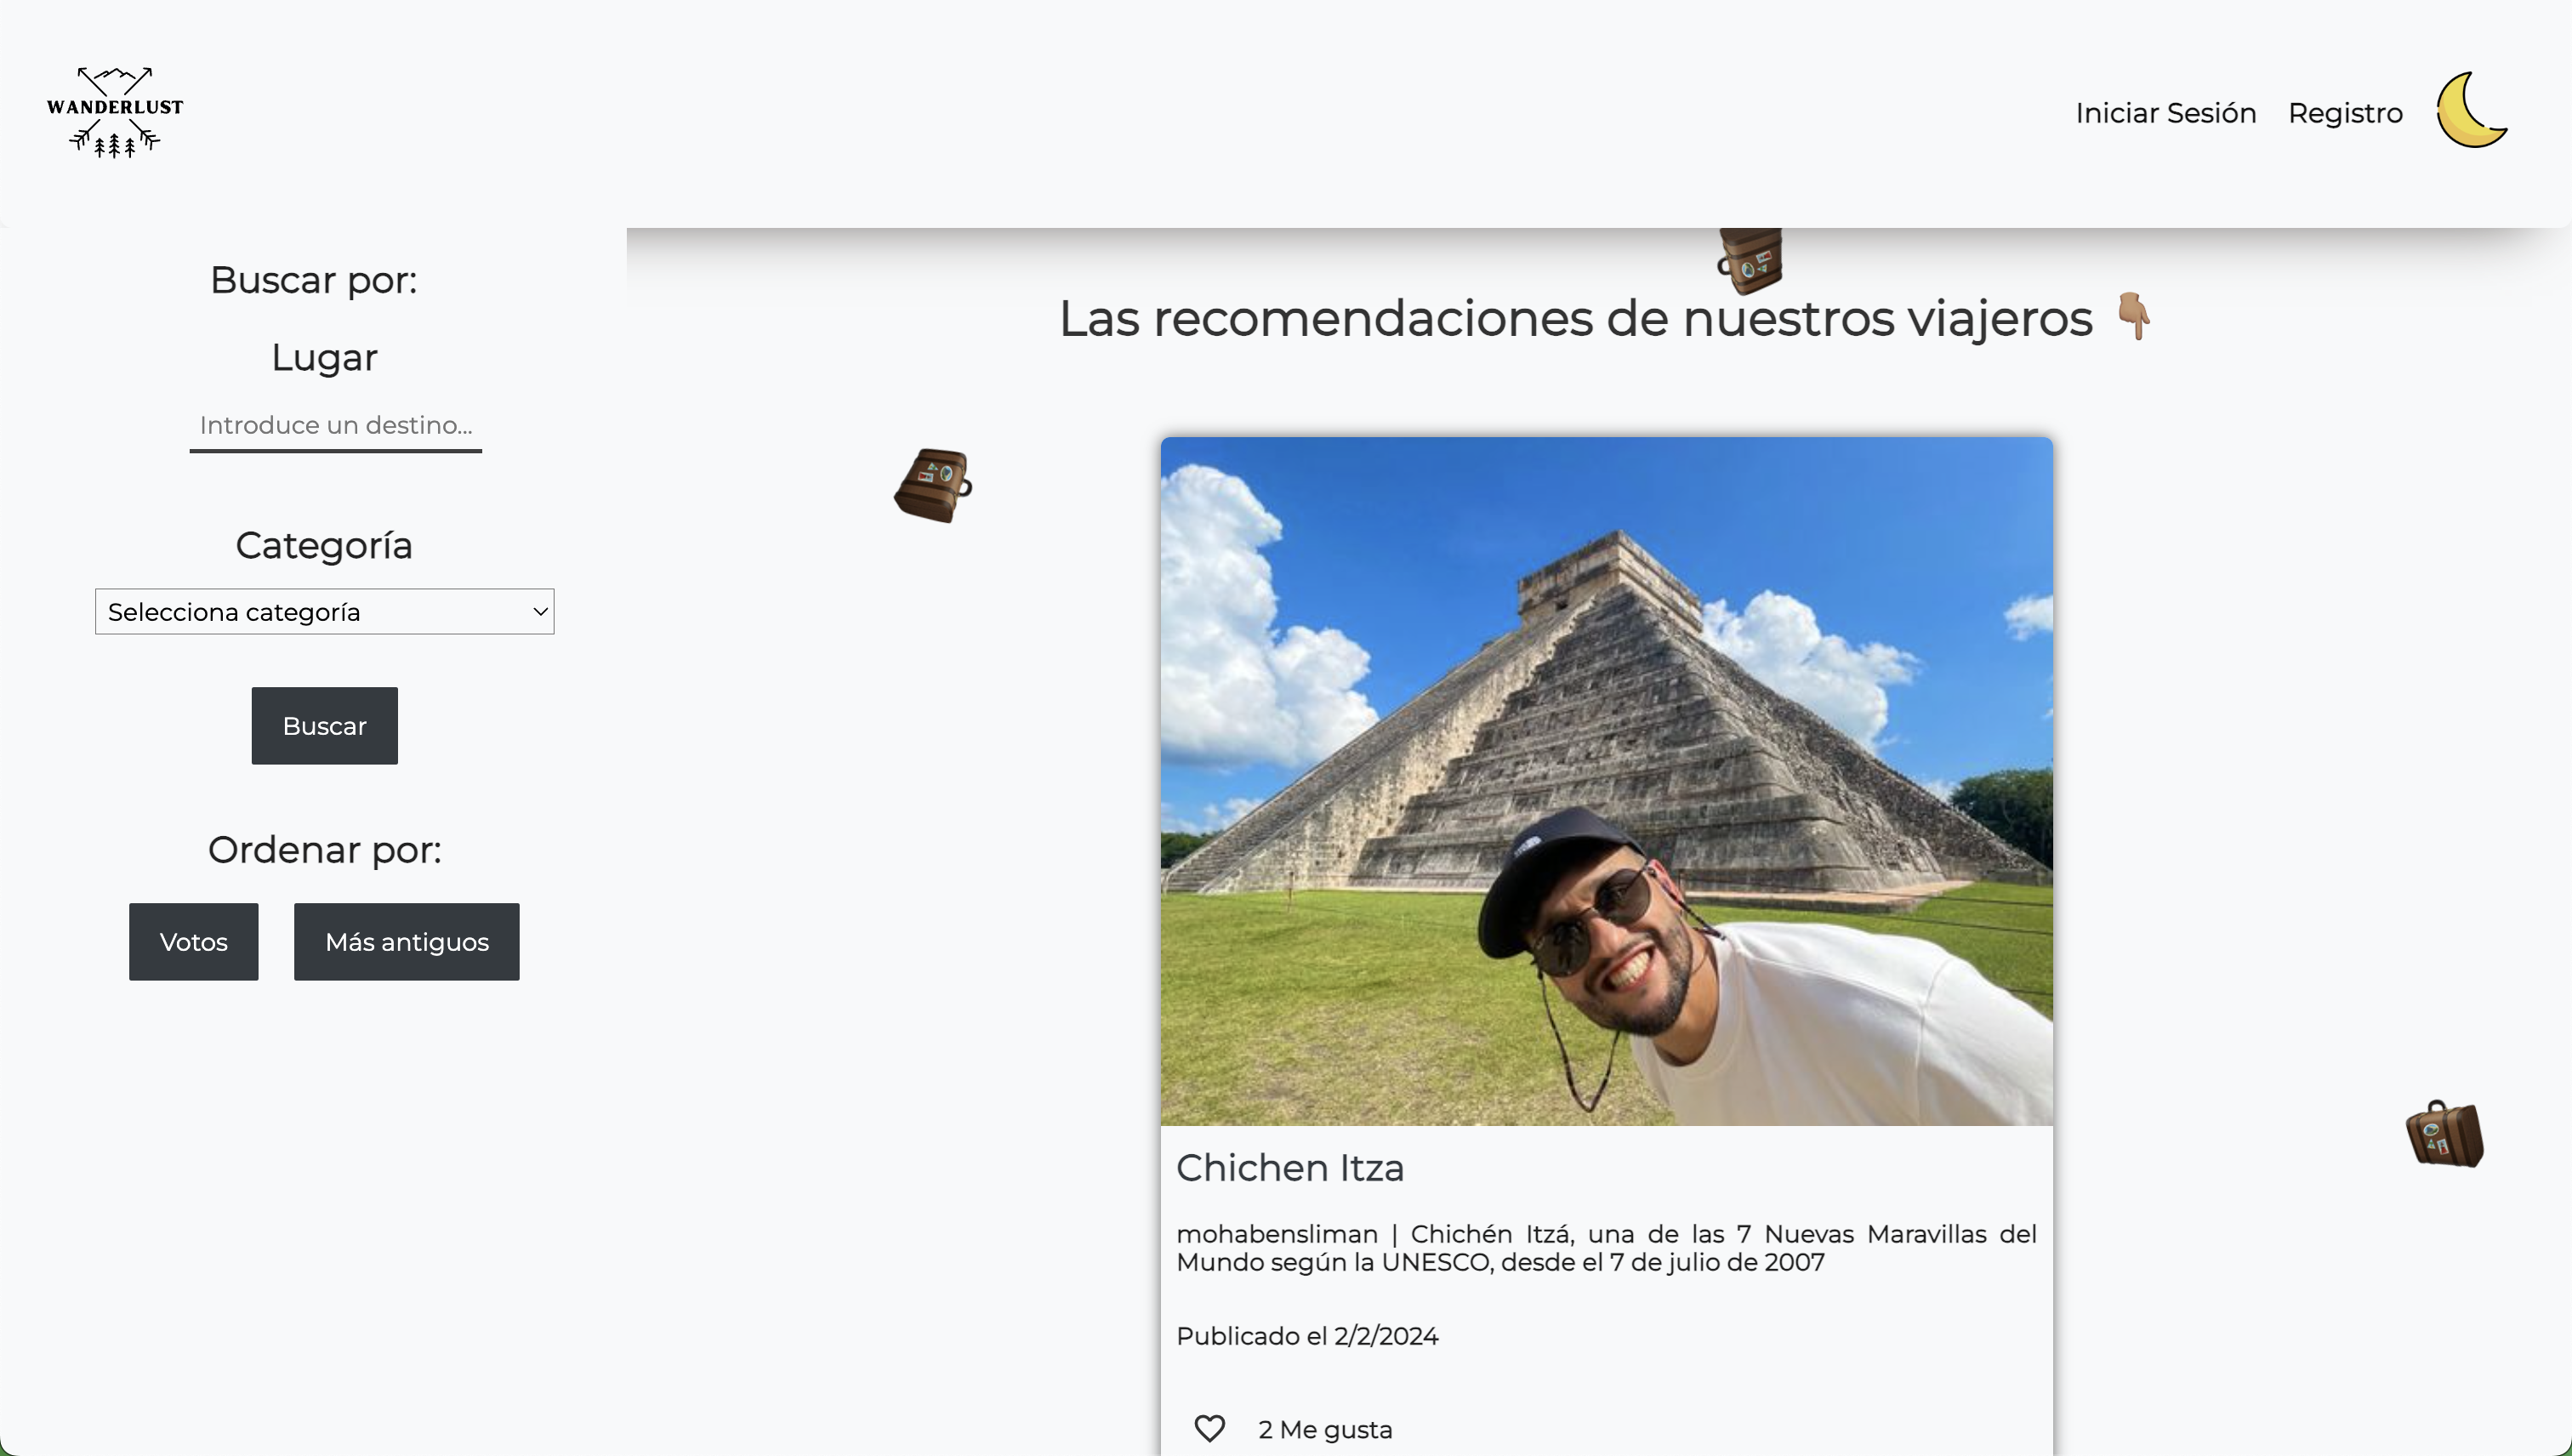 WANDERLUST
Iniciar Sesión
Registro
Buscar por:
Lugar
Introduce un destino...
Categoría
Selecciona categoría
Buscar
Ordenar por:
Votos
Más antiguos
Las recomendaciones de nuestros viajeros 👇🏽
Chichen Itza
mohabensliman | Chichén Itzá, una de las 7 Nuevas Maravillas del
Mundo según la UNESCO, desde el 7 de julio de 2007
Publicado el 2/2/2024
2 Me gusta